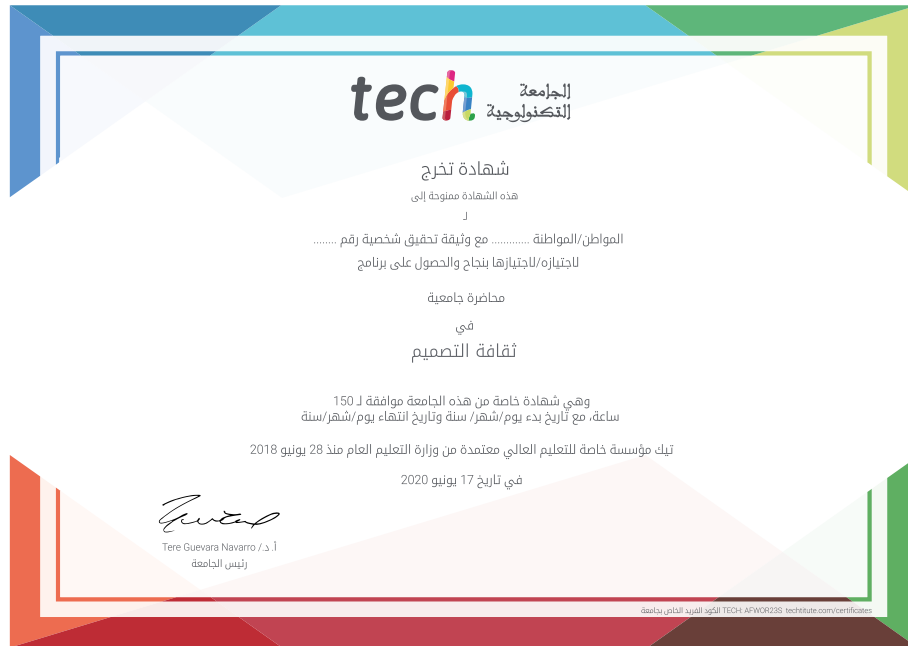 tech الجامعة
التكنولوجية
شهادة تخرج
هذه الشهادة ممنوحة إلى
لـ
المواطن/المواطنة ............ مع وثيقة تحقيق شخصية رقم ........
لاجتيازه/لاجتيازها بنجاح والحصول على برنامج
محاضرة جامعية
في
ثقافة التصميم
وهي شهادة خاصة من هذه الجامعة موافقة لـ 150
ساعة، مع تاريخ بدء يوم/شهر/ سنة وتاريخ انتهاء يوم/شهر/سنة
تيك مؤسسة خاصة للتعليم العالي معتمدة من وزارة التعليم العام منذ 28 يونيو 2018
في تاريخ 17 يونيو 2020
أ. د./ Tere Guevara Navarro
رئيس الجامعة
الكود الفريد الخاص بجامعة TECH: AFWOR23S techtitute.com/certificates